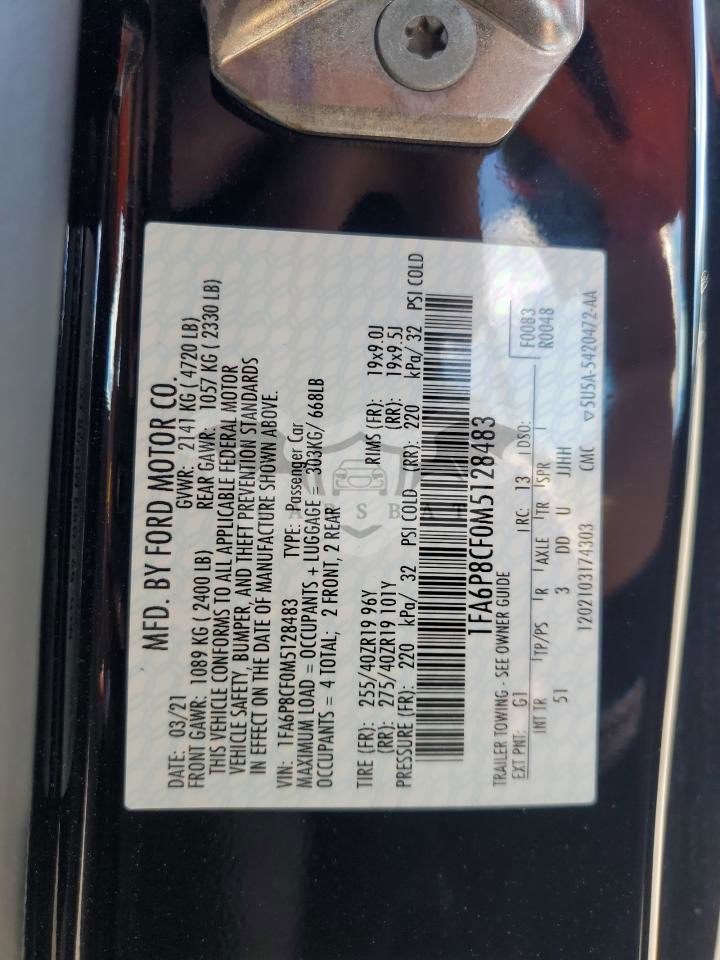 MFD. BY FORD MOTOR CO.
DATE: 03/21 GVWR: 2141 KG ( 4720 LB)
FRONT GAWR: 1089 KG ( 2400 LB) REAR GAWR: 1057 KG ( 2330 LB)
THIS VEHICLE CONFORMS TO ALL APPLICABLE FEDERAL MOTOR
VEHICLE SAFETY, BUMPER, AND THEFT PREVENTION STANDARDS
IN EFFECT ON THE DATE OF MANUFACTURE SHOWN ABOVE.
VIN: 1FA6P8CF0M5128483 TYPE: Passenger Car
MAXIMUM LOAD = OCCUPANTS + LUGGAGE = 303KG/ 668LB
OCCUPANTS = 4 TOTAL; 2 FRONT, 2 REAR
TIRE (FR): 255/40ZR19 96Y RIMS (FR): 19x9.0J
(RR): 275/40ZR19 101Y (RR): 19x9.5J
PRESSURE (FR): 220 kPa/ 32 PSI COLD (RR): 220 kPa/ 32 PSI COLD
1FA6P8CF0M5128483
TRAILER TOWING - SEE OWNER GUIDE
EXT PNT: G1 RC: 13 DSO: F0083
R0048
INT TR TP/PS R AXLE TR SPR
51 3 DD U JJHH
1202103174303 CMC ▽SU5A-5420472-AA